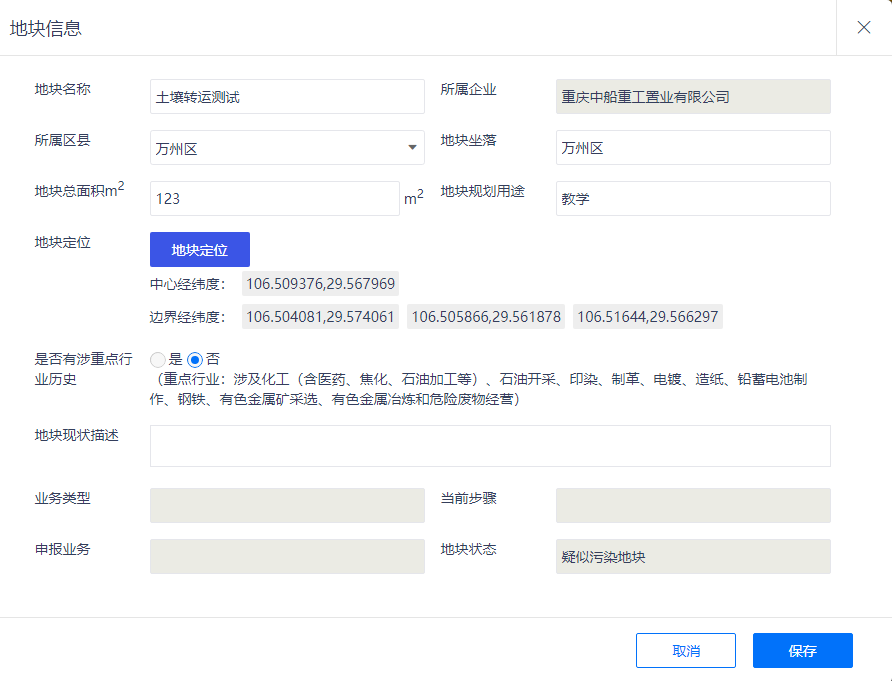 地块信息
地块名称 土壤转运测试 所属企业 重庆中船重工置业有限公司
所属区县 万州区 地块坐落 万州区
地块总面积m² 123 m² 地块规划用途 教学
地块定位 地块定位
中心经纬度： 106.509376,29.567969
边界经纬度： 106.504081,29.574061 106.505866,29.561878 106.51644,29.566297
是否有涉重点行 是 否
业历史 （重点行业：涉及化工（含医药、焦化、石油加工等）、石油开采、印染、制革、电镀、造纸、铅蓄电池制
作、钢铁、有色金属矿采选、有色金属冶炼和危险废物经营）
地块现状描述
业务类型 当前步骤
申报业务 地块状态 疑似污染地块
取消 保存